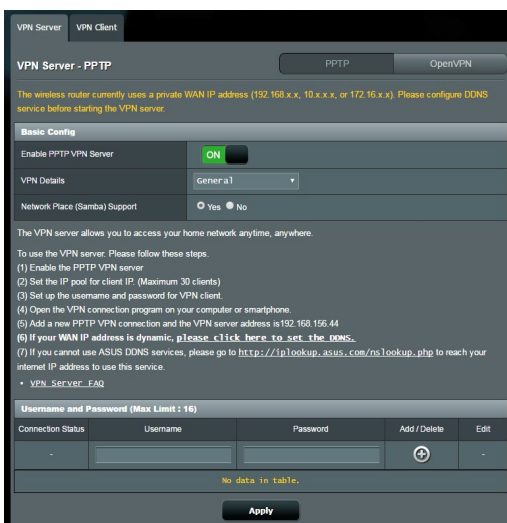 VPN Server VPN Client
VPN Server - PPTP PPTP OpenVPN
The wireless router currently uses a private WAN IP address (192.168.x.x, 10.x.x.x, or 172.16.x.x). Please configure DDNS
service before starting the VPN server.
Basic Config
Enable PPTP VPN Server ON
VPN Details General
Network Place (Samba) Support Yes No
The VPN server allows you to access your home network anytime, anywhere.
To use the VPN server. Please follow these steps.
(1) Enable the PPTP VPN server
(2) Set the IP pool for client IP. (Maximum 30 clients)
(3) Set up the username and password for VPN client.
(4) Open the VPN connection program on your computer or smartphone.
(5) Add a new PPTP VPN connection and the VPN server address is192.168.156.44
(6) If your WAN IP address is dynamic, please click here to set the DDNS.
(7) If you cannot use ASUS DDNS services, please go to http://iplookup.asus.com/nslookup.php to reach your
internet IP address to use this service.
• VPN Server FAQ
Username and Password (Max Limit : 16)
Connection Status Username Password Add / Delete Edit
- -
No data in table.
Apply